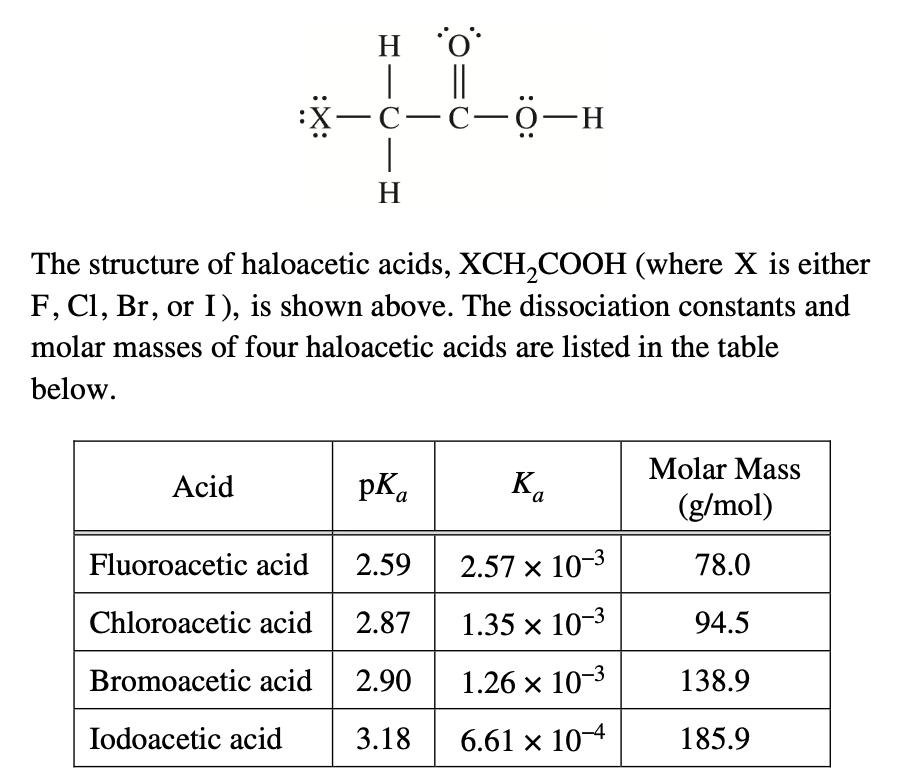 H :O:
:X—C—C—O—H
H
The structure of haloacetic acids, XCH₂COOH (where X is either
F, Cl, Br, or I), is shown above. The dissociation constants and
molar masses of four haloacetic acids are listed in the table
below.
Acid pKₐ Kₐ Molar Mass (g/mol)
Fluoroacetic acid 2.59 2.57 × 10⁻³ 78.0
Chloroacetic acid 2.87 1.35 × 10⁻³ 94.5
Bromoacetic acid 2.90 1.26 × 10⁻³ 138.9
Iodoacetic acid 3.18 6.61 × 10⁻⁴ 185.9